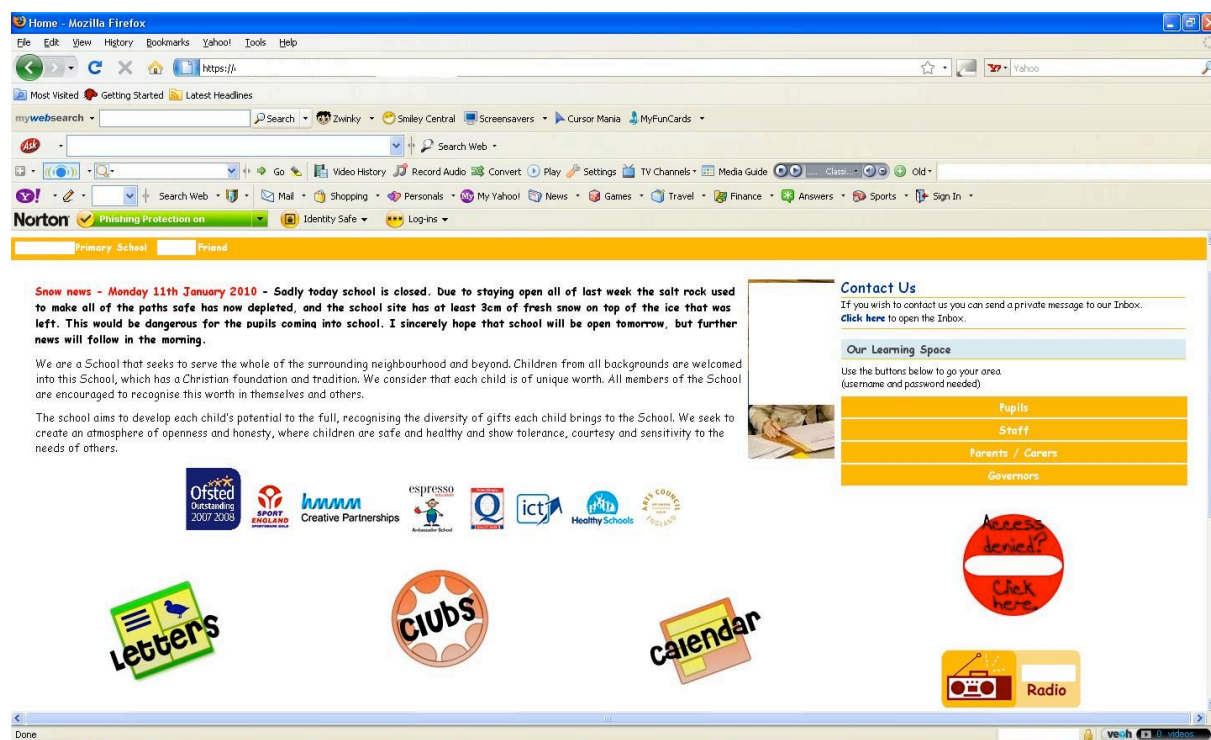 Home - Mozilla Firefox
File Edit View History Bookmarks Yahoo! Tools Help
https://
Yahoo
Most Visited Getting Started Latest Headlines
mywebsearch Search Zwinky Smiley Central Screensavers Cursor Mania MyFunCards
Ask Search Web
Go Video History Record Audio Convert Play Settings TV Channels Media Guide Classi... Old
Y! Search Web Mail Shopping Personals My Yahoo! News Games Travel Finance Answers Sports Sign In
Norton Phishing Protection on Identity Safe Log-ins
Primary School Friend
Snow news - Monday 11th January 2010 - Sadly today school is closed. Due to staying open all of last week the salt rock used
to make all of the paths safe has now depleted, and the school site has at least 3cm of fresh snow on top of the ice that was
left. This would be dangerous for the pupils coming into school. I sincerely hope that school will be open tomorrow, but further
news will follow in the morning.
We are a School that seeks to serve the whole of the surrounding neighbourhood and beyond. Children from all backgrounds are welcomed
into this School, which has a Christian foundation and tradition. We consider that each child is of unique worth. All members of the School
are encouraged to recognise this worth in themselves and others.
The school aims to develop each child's potential to the full, recognising the diversity of gifts each child brings to the School. We seek to
create an atmosphere of openness and honesty, where children are safe and healthy and show tolerance, courtesy and sensitivity to the
needs of others.
Contact Us
If you wish to contact us you can send a private message to our Inbox.
Click here to open the Inbox.
Our Learning Space
Use the buttons below to go your area
(username and password needed)
Pupils
Staff
Parents / Carers
Governors
Ofsted
Outstanding
2007 2008
SPORT
ENGLAND
Creative Partnerships
espresso
Ambassador School
Q
ict
Healthy Schools
ARTS COUNCIL
ENGLAND
Access
denied?
Click
here.
Letters
Clubs
Calendar
Radio
Done
veoh 0 videos